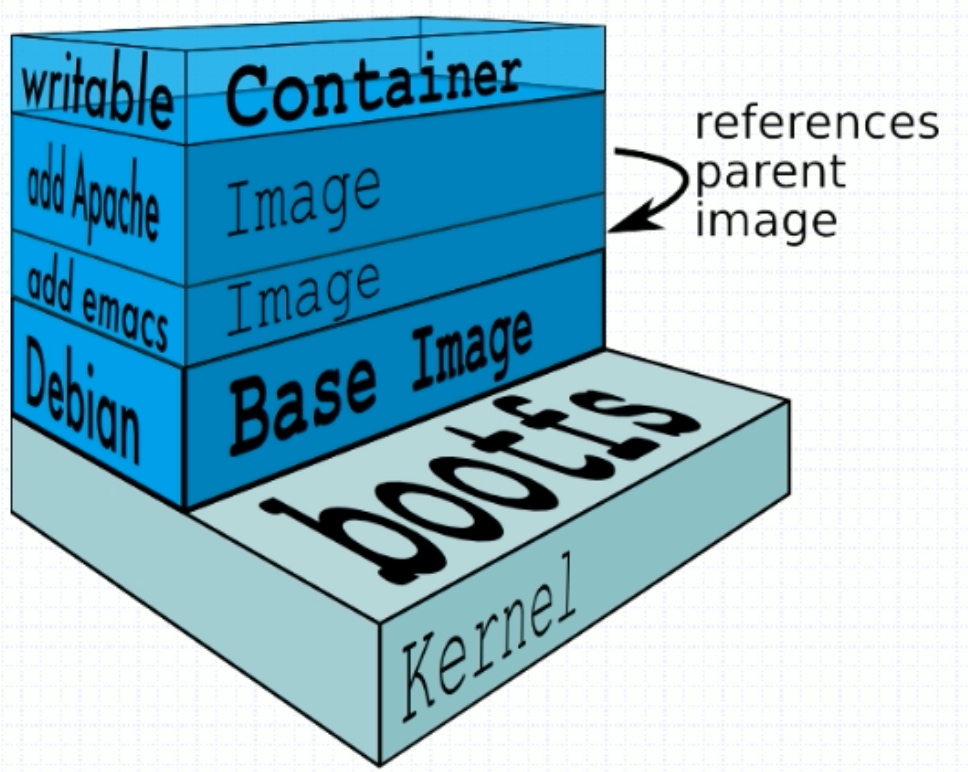 writable Container
references
parent
image
add Apache Image
add emacs Image
Debian Base Image
bootfs
Kernel